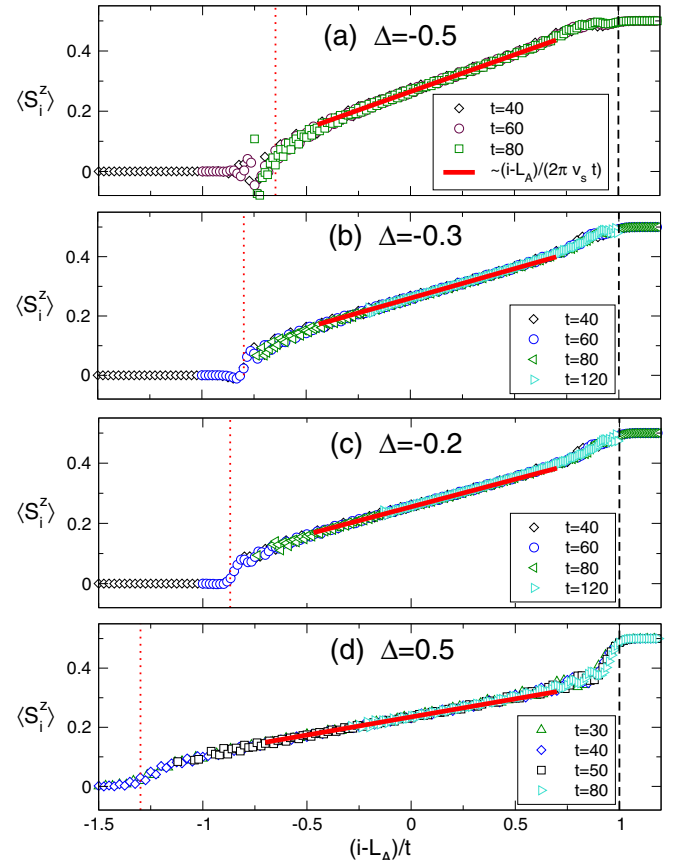 (a) Δ=-0.5
⟨S_i^z⟩
0.4
0.2
0
t=40
t=60
t=80
~(i-L_A)/(2π v_s t)
(b) Δ=-0.3
⟨S_i^z⟩
0.4
0.2
0
t=40
t=60
t=80
t=120
(c) Δ=-0.2
⟨S_i^z⟩
0.4
0.2
0
t=40
t=60
t=80
t=120
(d) Δ=0.5
⟨S_i^z⟩
0.4
0.2
0
t=30
t=40
t=50
t=80
-1.5 -1 -0.5 0 0.5 1
(i-L_A)/t